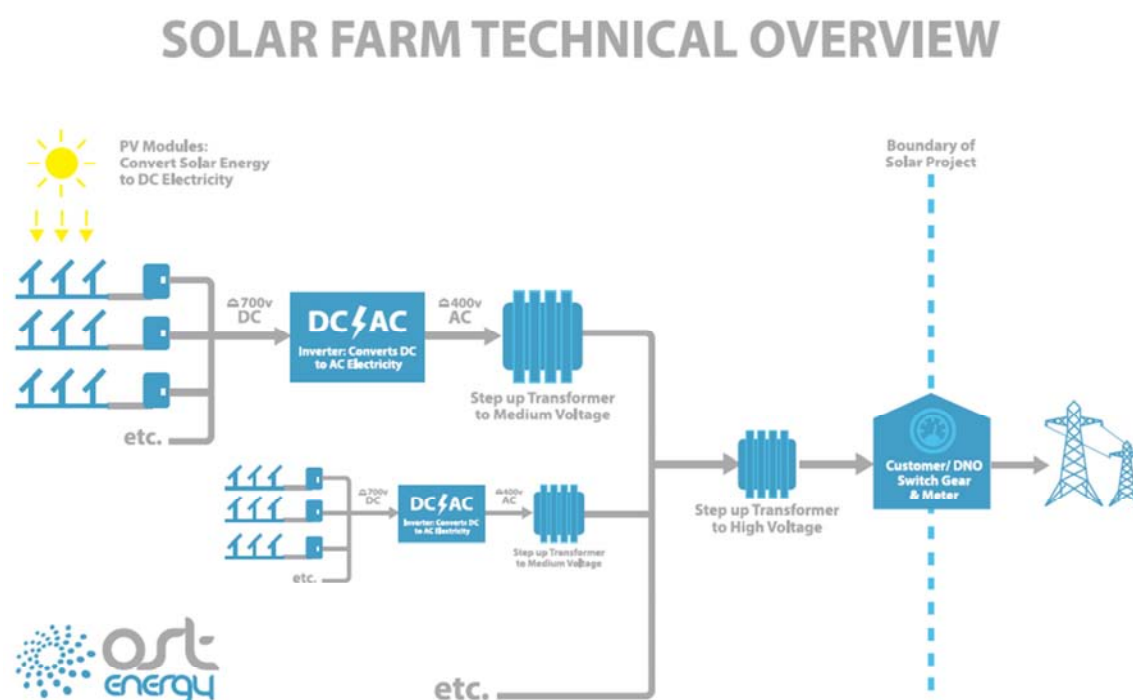 SOLAR FARM TECHNICAL OVERVIEW
PV Modules:
Convert Solar Energy
to DC Electricity
Boundary of
Solar Project
≏700v
DC
DC AC
Inverter: Converts DC
to AC Electricity
≏400v
AC
Step up Transformer
to Medium Voltage
etc.
≏700v
DC
DC AC
Inverter: Converts DC
to AC Electricity
≏400v
AC
Step up Transformer
to Medium Voltage
etc.
Step up Transformer
to High Voltage
Customer/ DNO
Switch Gear
& Meter
ost
energy
etc.